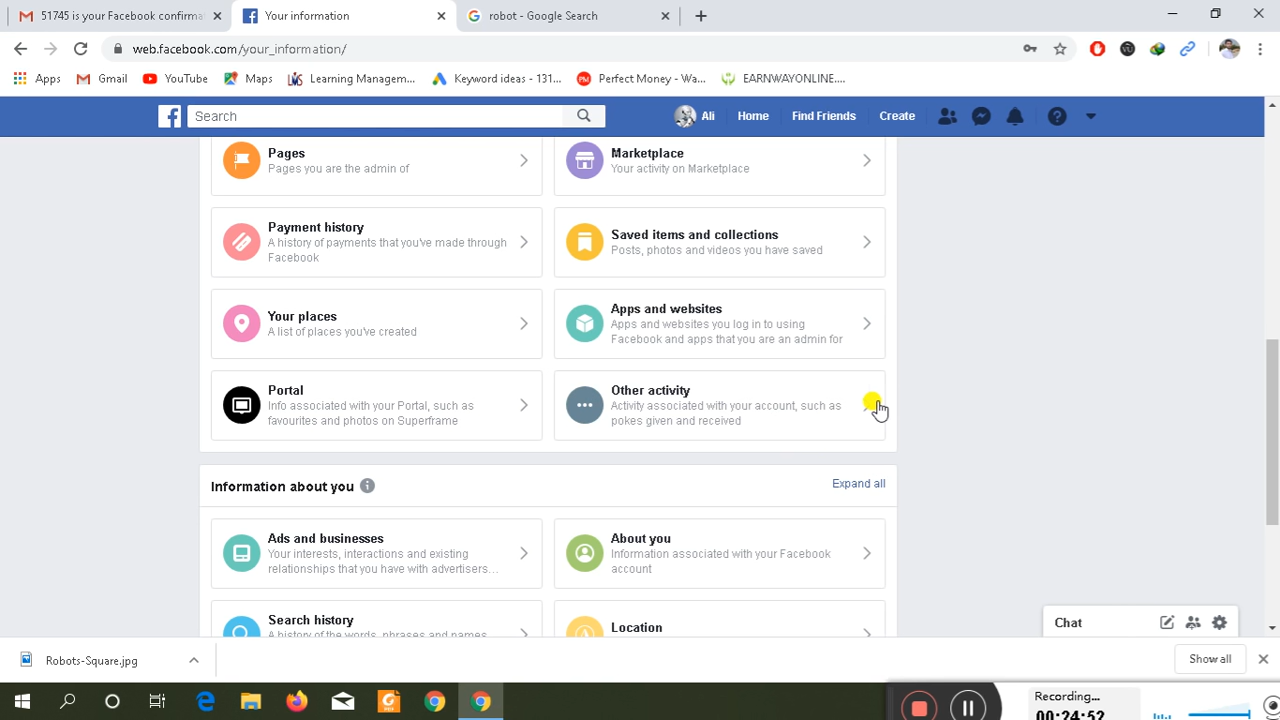 51745 is your Facebook confirma
Your information
robot - Google Search
web.facebook.com/your_information/
Apps
Gmail
YouTube
Maps
Learning Managem...
Keyword ideas - 131...
Perfect Money - Wa...
EARNWAYONLINE....
Search
Ali
Home
Find Friends
Create
Pages
Pages you are the admin of
Marketplace
Your activity on Marketplace
Payment history
A history of payments that you've made through
Facebook
Saved items and collections
Posts, photos and videos you have saved
Your places
A list of places you've created
Apps and websites
Apps and websites you log in to using
Facebook and apps that you are an admin for
Portal
Info associated with your Portal, such as
favourites and photos on Superframe
Other activity
Activity associated with your account, such as
pokes given and received
Information about you
Expand all
Ads and businesses
Your interests, interactions and existing
relationships that you have with advertisers...
About you
Information associated with your Facebook
account
Search history
A history of the words, phrases and names
Location
Chat
Robots-Square.jpg
Show all
Recording...
00:24:52